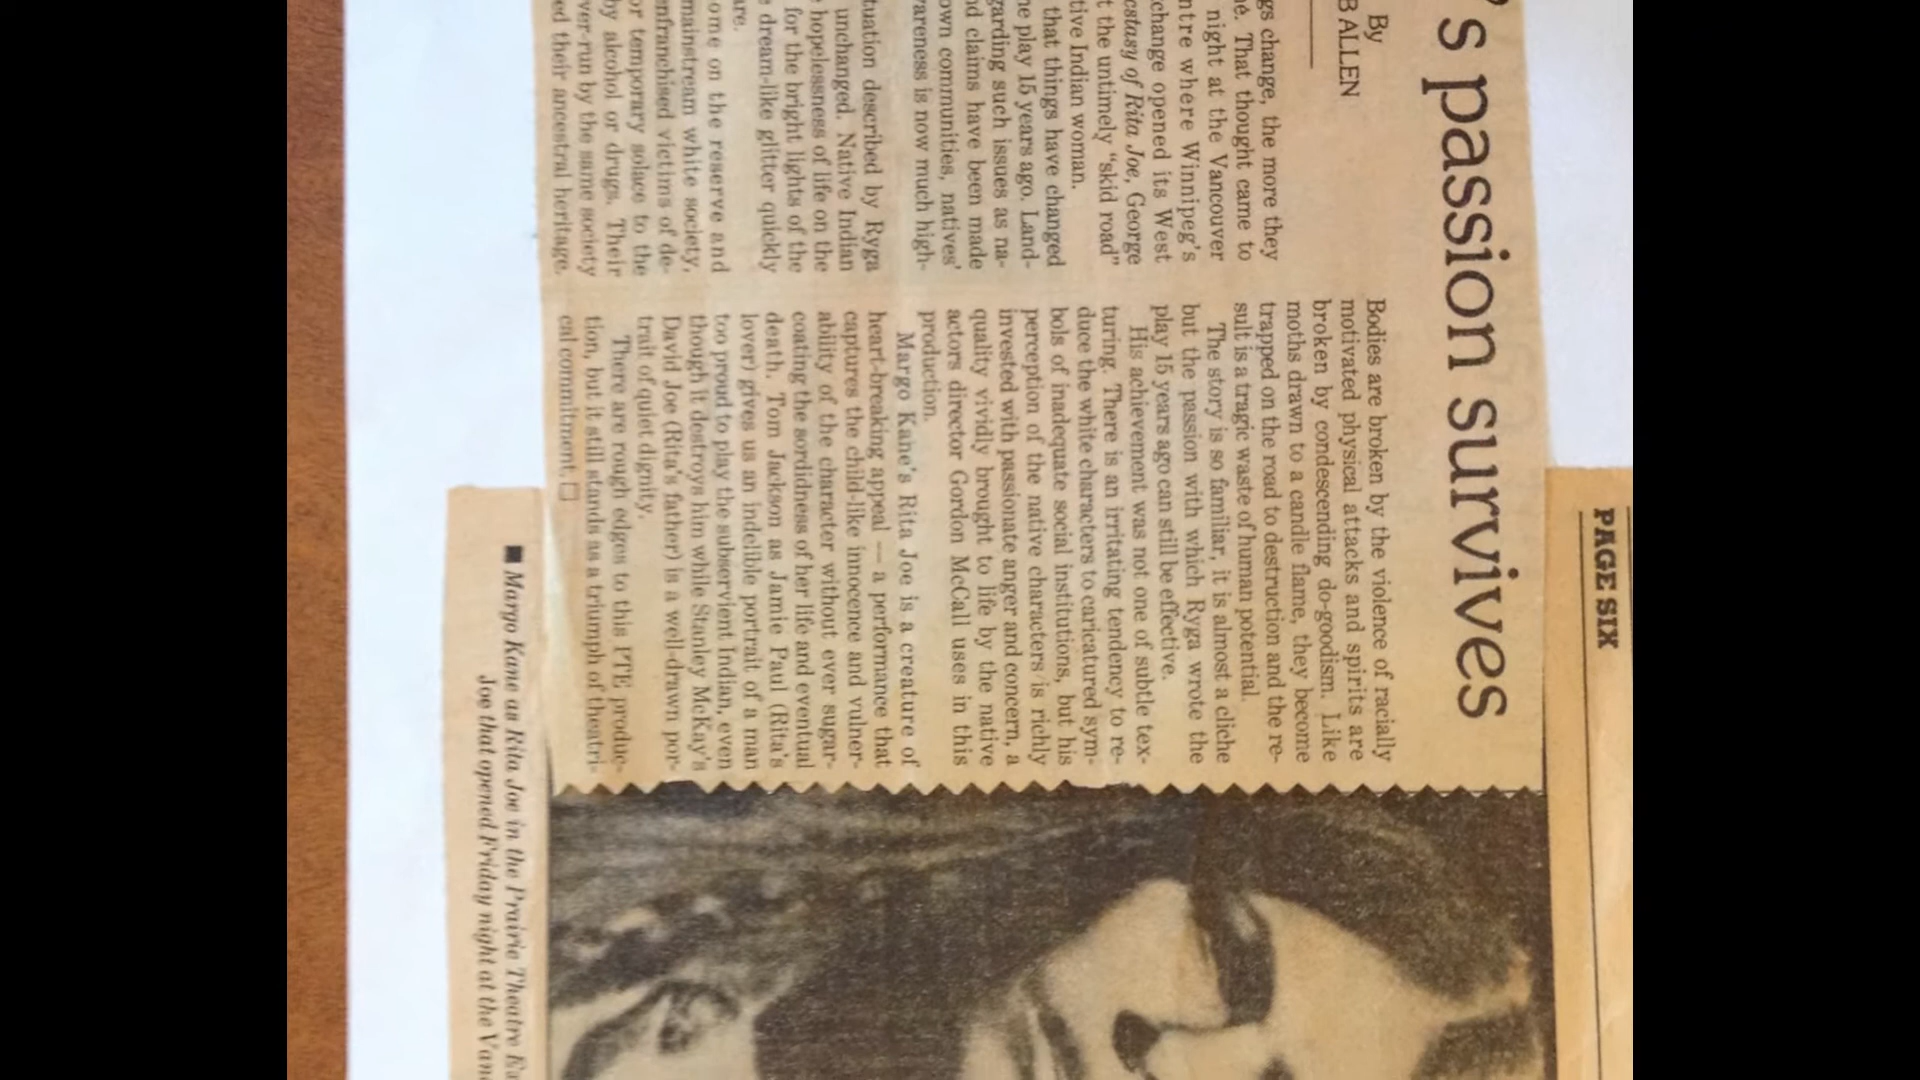 's passion survives
By
B ALLEN
gs change, the more they
é. That thought came to
night at the Vancouver
ntre where Winnipeg's
change opened its West
cstasy of Rita Joe, George
t the untimely “skid road”
tive Indian woman.
that things have changed
ne play 15 years ago. Land-
nd claims have been made
garding such issues as na-
own communities, natives'
vareness is now much high-
tuation described by Ryga
unchanged. Native Indian
hopelessness of life on the
for the bright lights of the
dream-like glitter quickly
are.
ome on the reserve and
mainstream white society,
enfranchised victims of de-
or temporary solace to the
by alcohol or drugs. Their
ver-run by the same society
ed their ancestral heritage.
Bodies are broken by the violence of racially
motivated physical attacks and spirits are
broken by condescending do-goodism. Like
moths drawn to a candle flame, they become
trapped on the road to destruction and the re-
sult is a tragic waste of human potential.
The story is so familiar, it is almost a cliche
but the passion with which Ryga wrote the
play 15 years ago can still be effective.
His achievement was not one of subtle tex-
turing. There is an irritating tendency to re-
duce the white characters to caricatured sym-
bols of inadequate social institutions, but his
perception of the native characters is richly
invested with passionate anger and concern, a
quality vividly brought to life by the native
actors director Gordon McCall uses in this
production.
Margo Kane's Rita Joe is a creature of
heart-breaking appeal — a performance that
captures the child-like innocence and vulner-
ability of the character without ever sugar-
coating the sordidness of her life and eventual
death. Tom Jackson as Jamie Paul (Rita's
lover) gives us an indelible portrait of a man
too proud to play the subservient Indian, even
though it destroys him while Stanley McKay's
David Joe (Rita's father) is a well-drawn por-
trait of quiet dignity.
There are rough edges to this PTE produc-
tion, but it still stands as a triumph of theatri-
cal commitment. □
PAGE SIX
■ Margo Kane as Rita Joe in the Prairie Theatre Ex
Joe that opened Friday night at the Vanc